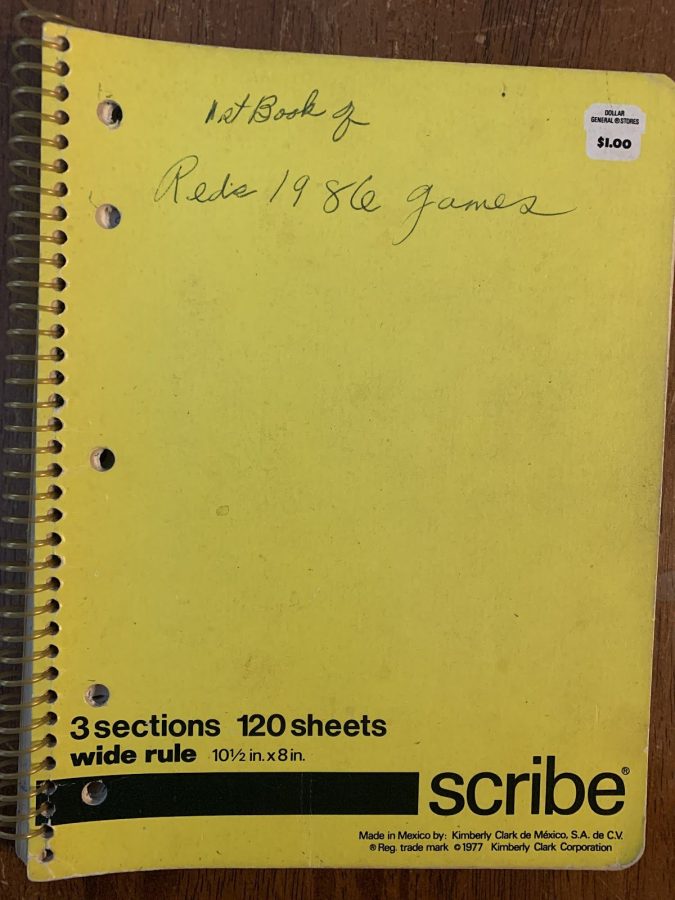 1st Book of
Reds 1986 games
DOLLAR
GENERAL ® STORES
$1.00
3 sections 120 sheets
wide rule 10½ in. x 8 in.
scribe®
Made in Mexico by: Kimberly Clark de México, S.A. de C.V.
® Reg. trade mark © 1977 Kimberly Clark Corporation